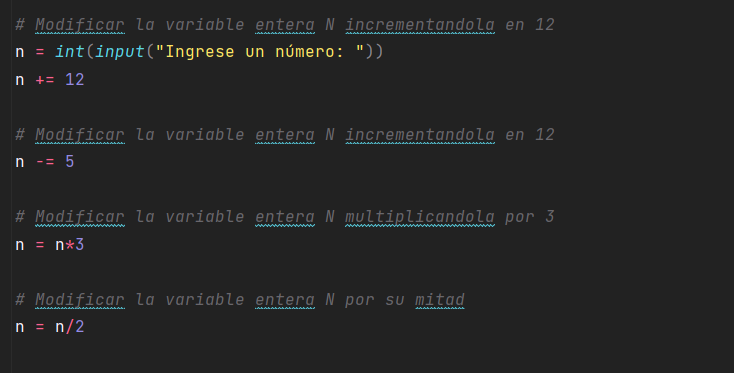 # Modificar la variable entera N incrementandola en 12
n = int(input("Ingrese un número: "))
n += 12
# Modificar la variable entera N incrementandola en 12
n -= 5
# Modificar la variable entera N multiplicandola por 3
n = n*3
# Modificar la variable entera N por su mitad
n = n/2